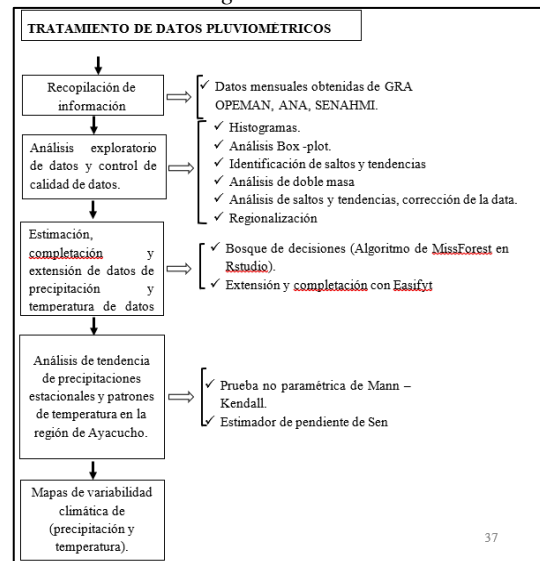 TRATAMIENTO DE DATOS PLUVIOMÉTRICOS
Recopilación de
información
✓ Datos mensuales obtenidas de GRA
OPEMAN, ANA, SENAHMI.
Análisis exploratorio
de datos y control de
calidad de datos.
✓ Histogramas.
✓ Análisis Box -plot.
✓ Identificación de saltos y tendencias
✓ Análisis de doble masa
✓ Análisis de saltos y tendencias, corrección de la data.
✓ Regionalización
Estimación,
completación y
extensión de datos de
precipitación y
temperatura de datos
✓ Bosque de decisiones (Algoritmo de MissForest en
Rstudio).
✓ Extensión y completación con Easifyt
Análisis de tendencia
de precipitaciones
estacionales y patrones
de temperatura en la
región de Ayacucho.
✓ Prueba no paramétrica de Mann –
Kendall.
✓ Estimador de pendiente de Sen
Mapas de variabilidad
climática de
(precipitación y
temperatura).
37